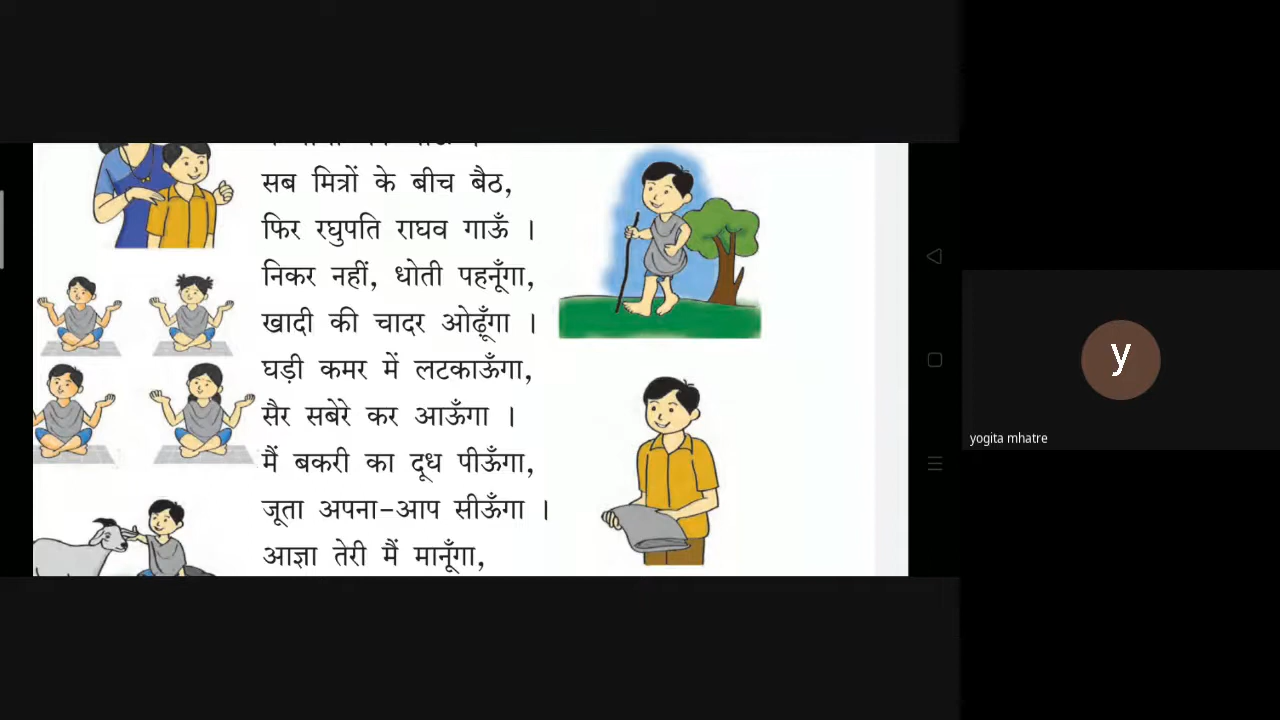 सब मित्रों के बीच बैठ,
फिर रघुपति राघव गाऊँ ।
निकर नहीं, धोती पहनूँगा,
खादी की चादर ओढ़ूँगा ।
घड़ी कमर में लटकाऊँगा,
सैर सबेरे कर आऊँगा ।
मैं बकरी का दूध पीऊँगा,
जूता अपना-आप सीऊँगा ।
आज्ञा तेरी मैं मानूँगा,
y
yogita mhatre